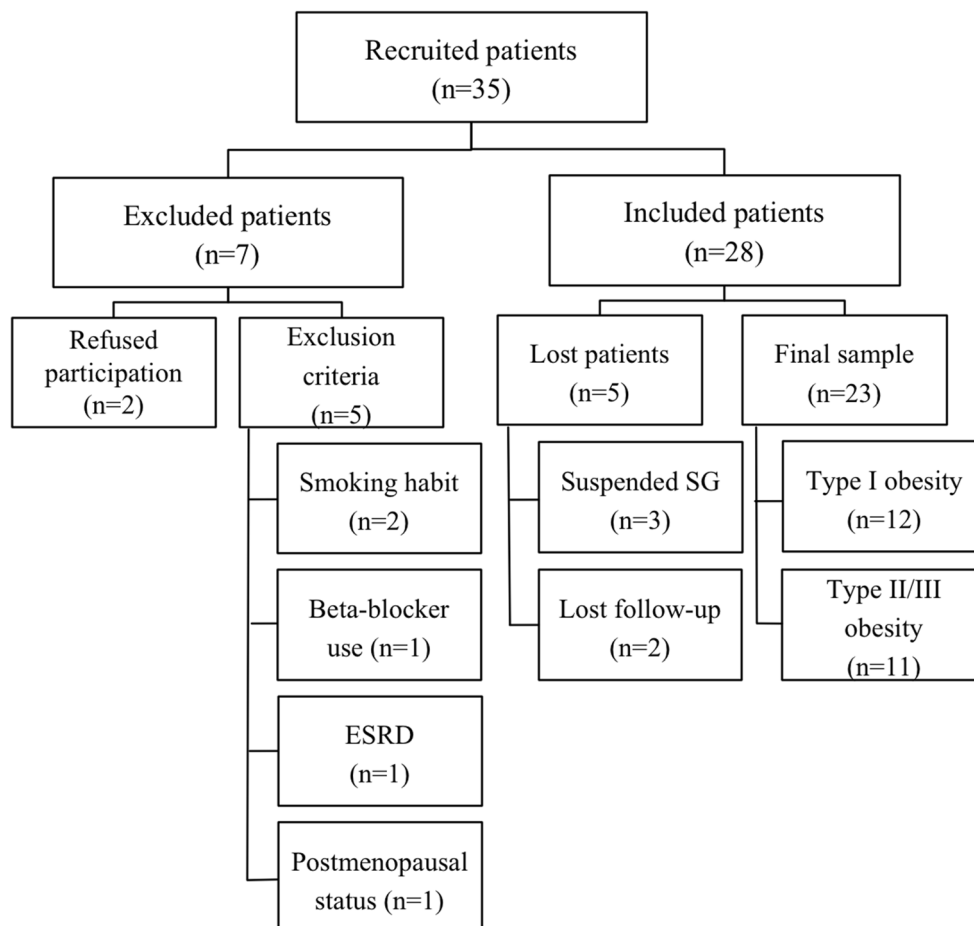 Recruited patients
(n=35)
Excluded patients
(n=7)
Included patients
(n=28)
Refused
participation
(n=2)
Exclusion
criteria
(n=5)
Lost patients
(n=5)
Final sample
(n=23)
Smoking habit
(n=2)
Suspended SG
(n=3)
Type I obesity
(n=12)
Beta-blocker
use (n=1)
Lost follow-up
(n=2)
Type II/III
obesity
(n=11)
ESRD
(n=1)
Postmenopausal
status (n=1)